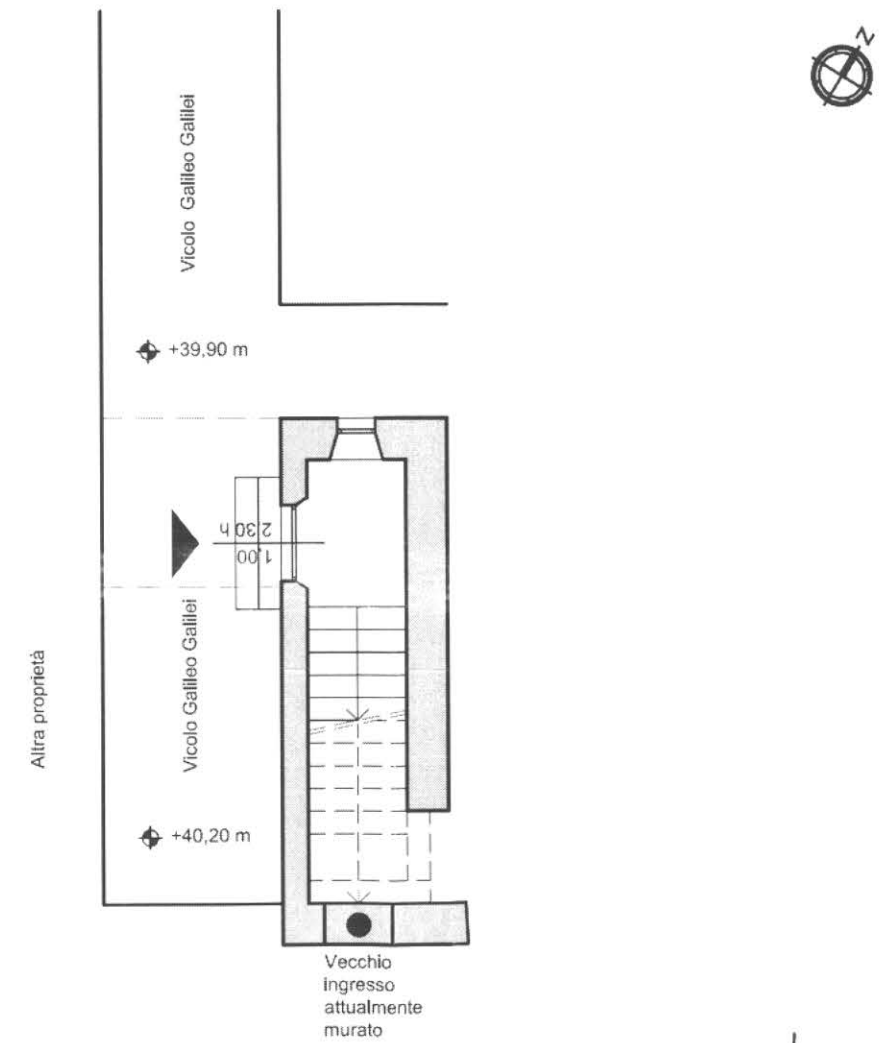 N
Vicolo Galileo Galilei
+39,90 m
2,30 h
1,00
Vicolo Galileo Galilei
Altra proprietà
+40,20 m
Vecchio
ingresso
attualmente
murato